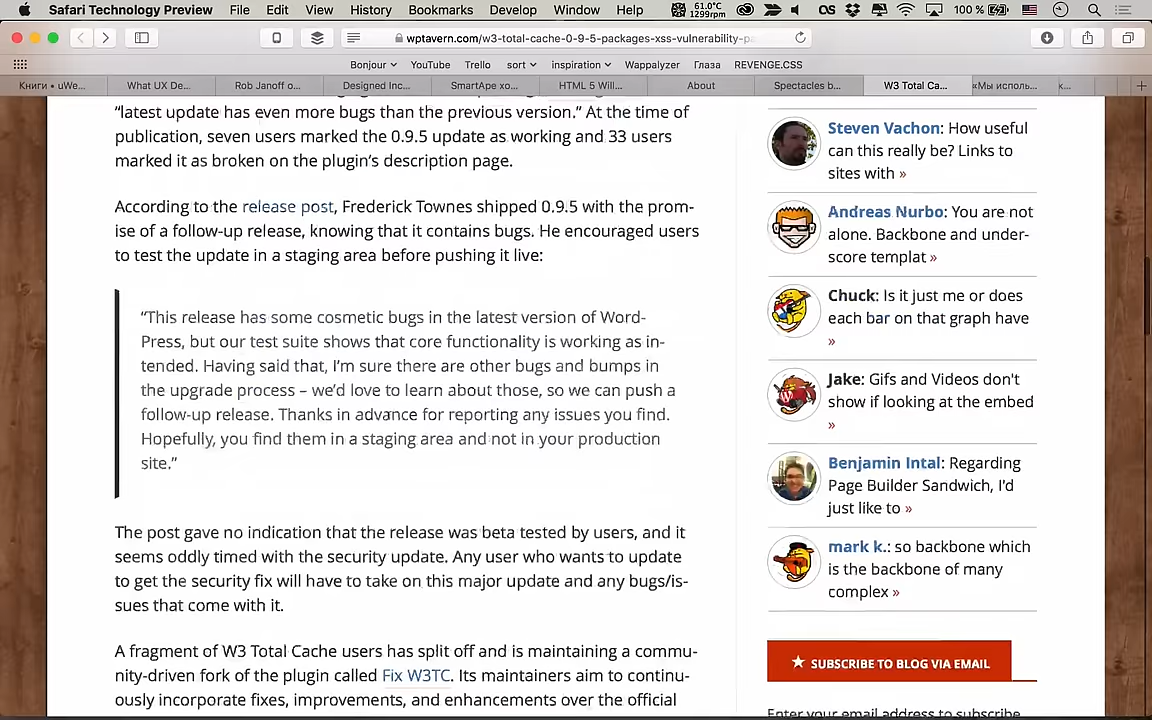 Safari Technology Preview File Edit View History Bookmarks Develop Window Help 61.0°C 1299rpm 100 %
wptavern.com/w3-total-cache-0-9-5-packages-xss-vulnerability-p
Bonjour YouTube Trello sort inspiration Wappalyzer Глаза REVENGE.CSS
Книги • uWe... What UX De... Rob Janoff o... Designed Inc... SmartApe хо... HTML 5 Will... About Spectacles b... W3 Total Ca... «Мы исполь...
“latest update has even more bugs than the previous version.” At the time of
publication, seven users marked the 0.9.5 update as working and 33 users
marked it as broken on the plugin’s description page.
According to the release post, Frederick Townes shipped 0.9.5 with the prom-
ise of a follow-up release, knowing that it contains bugs. He encouraged users
to test the update in a staging area before pushing it live:
“This release has some cosmetic bugs in the latest version of Word-
Press, but our test suite shows that core functionality is working as in-
tended. Having said that, I’m sure there are other bugs and bumps in
the upgrade process – we’d love to learn about those, so we can push a
follow-up release. Thanks in advance for reporting any issues you find.
Hopefully, you find them in a staging area and not in your production
site.”
The post gave no indication that the release was beta tested by users, and it
seems oddly timed with the security update. Any user who wants to update
to get the security fix will have to take on this major update and any bugs/is-
sues that come with it.
A fragment of W3 Total Cache users has split off and is maintaining a commu-
nity-driven fork of the plugin called Fix W3TC. Its maintainers aim to continu-
ously incorporate fixes, improvements, and enhancements over the official
Steven Vachon: How useful
can this really be? Links to
sites with »
Andreas Nurbo: You are not
alone. Backbone and under-
score templat »
Chuck: Is it just me or does
each bar on that graph have
»
Jake: Gifs and Videos don't
show if looking at the embed
»
Benjamin Intal: Regarding
Page Builder Sandwich, I'd
just like to »
mark k.: so backbone which
is the backbone of many
complex »
★ SUBSCRIBE TO BLOG VIA EMAIL
Enter your email address to subscribe